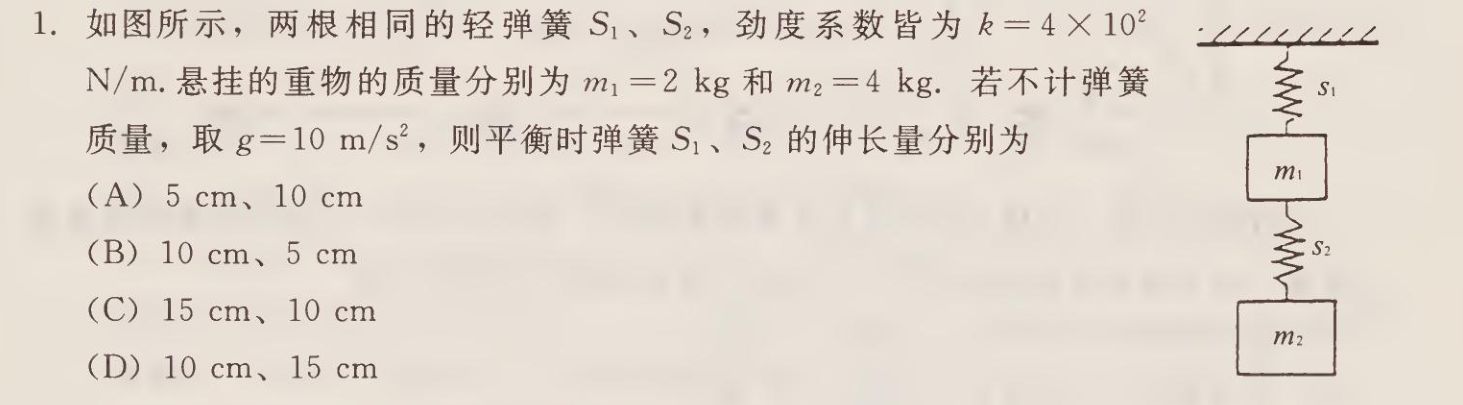 1. 如图所示，两根相同的轻弹簧 S₁、S₂，劲度系数皆为 k＝4×10²
N/m. 悬挂的重物的质量分别为 m₁＝2 kg 和 m₂＝4 kg. 若不计弹簧
质量，取 g＝10 m/s²，则平衡时弹簧 S₁、S₂ 的伸长量分别为
(A) 5 cm、10 cm
(B) 10 cm、5 cm
(C) 15 cm、10 cm
(D) 10 cm、15 cm
S₁
m₁
S₂
m₂